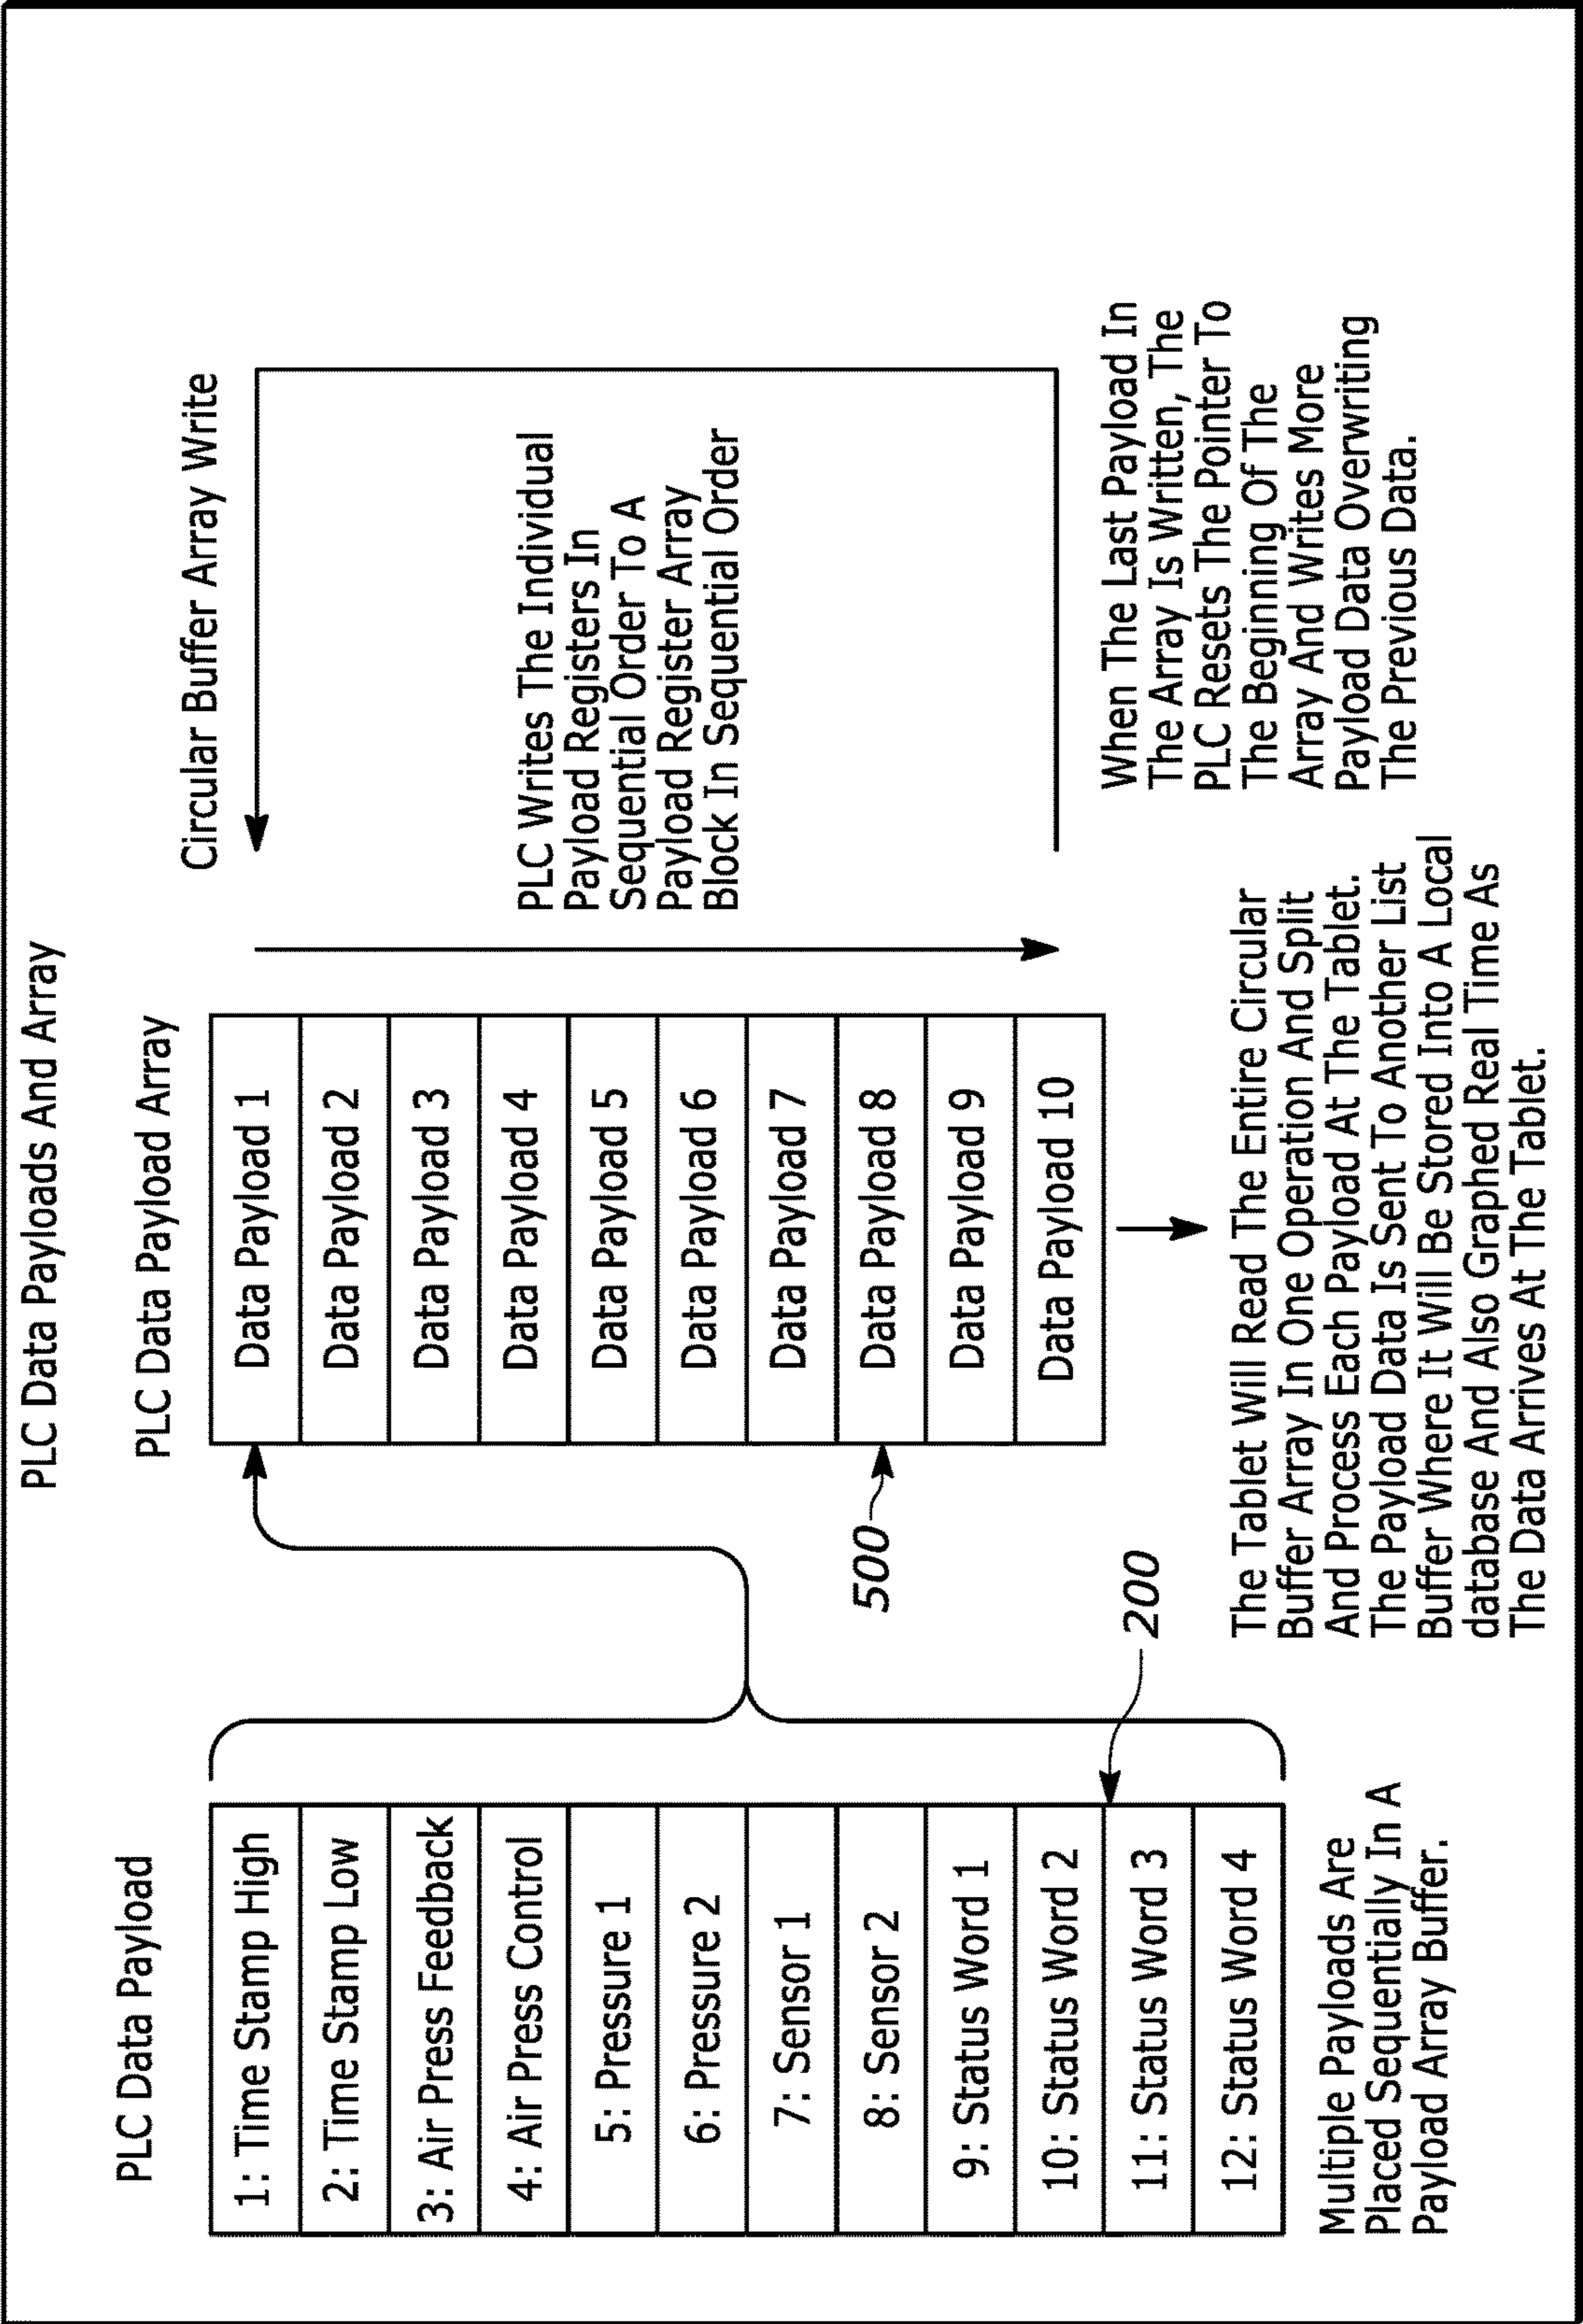 PLC Data Payloads And Array
PLC Data Payload
1: Time Stamp High
2: Time Stamp Low
3: Air Press Feedback
4: Air Press Control
5: Pressure 1
6: Pressure 2
7: Sensor 1
8: Sensor 2
9: Status Word 1
10: Status Word 2
11: Status Word 3
12: Status Word 4
Multiple Payloads Are
Placed Sequentially In A
Payload Array Buffer.
200
PLC Data Payload Array
Data Payload 1
Data Payload 2
Data Payload 3
Data Payload 4
Data Payload 5
Data Payload 6
Data Payload 7
Data Payload 8
Data Payload 9
Data Payload 10
500
The Tablet Will Read The Entire Circular
Buffer Array In One Operation And Split
And Process Each Payload At The Tablet.
The Payload Data Is Sent To Another List
Buffer Where It Will Be Stored Into A Local
database And Also Graphed Real Time As
The Data Arrives At The Tablet.
Circular Buffer Array Write
PLC Writes The Individual
Payload Registers In
Sequential Order To A
Payload Register Array
Block In Sequential Order
When The Last Payload In
The Array Is Written, The
PLC Resets The Pointer To
The Beginning Of The
Array And Writes More
Payload Data Overwriting
The Previous Data.